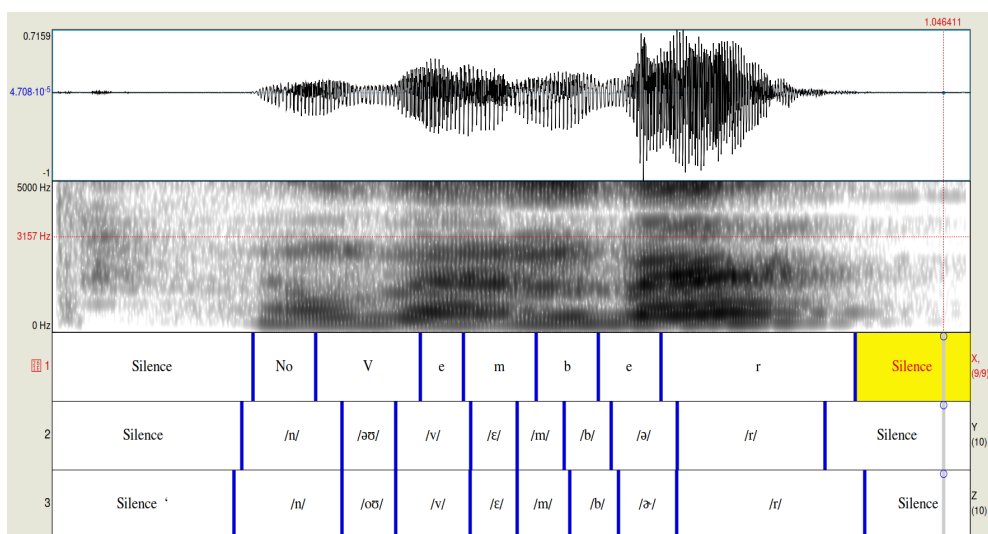 1.046411
0.7159
4.708·10-5
-1
5000 Hz
3157 Hz
0 Hz
1 Silence No V e m b e r Silence X, (9/9)
2 Silence /n/ /əʊ/ /v/ /ɛ/ /m/ /b/ /ə/ /r/ Silence Y (10)
3 Silence ‘ /n/ /oʊ/ /v/ /ɛ/ /m/ /b/ /ɚ/ /r/ Silence Z (10)